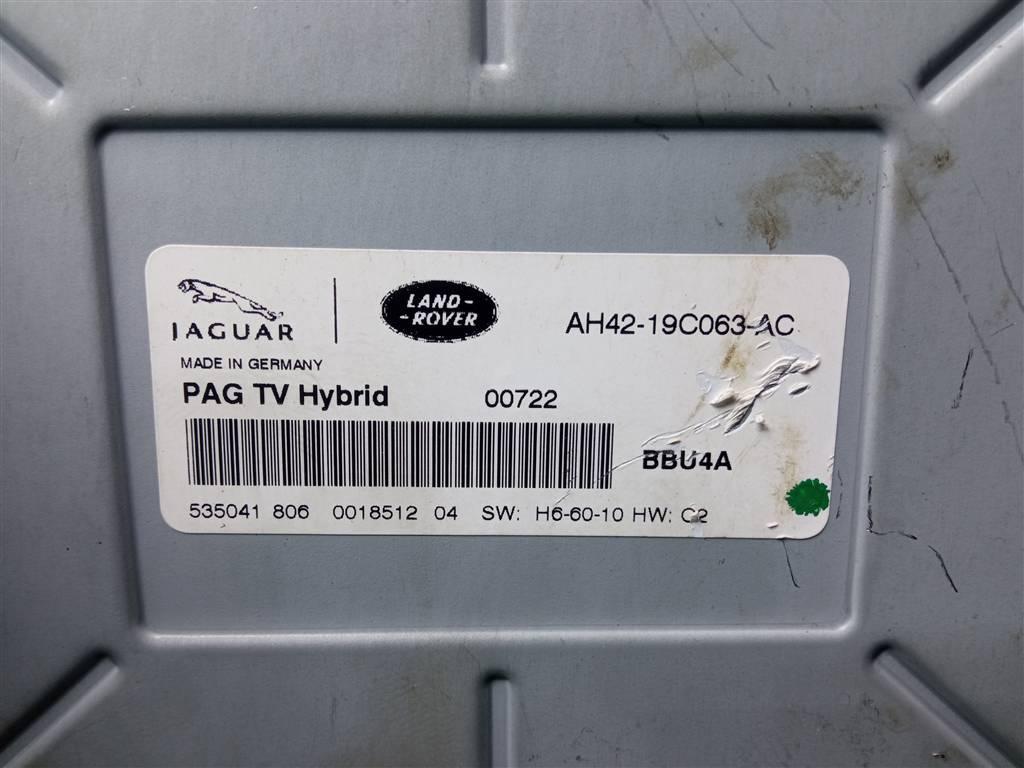 JAGUAR
LAND-
-ROVER
AH42-19C063-AC
MADE IN GERMANY
PAG TV Hybrid 00722
BBU4A
535041 806 0018512 04 SW: H6-60-10 HW: C2